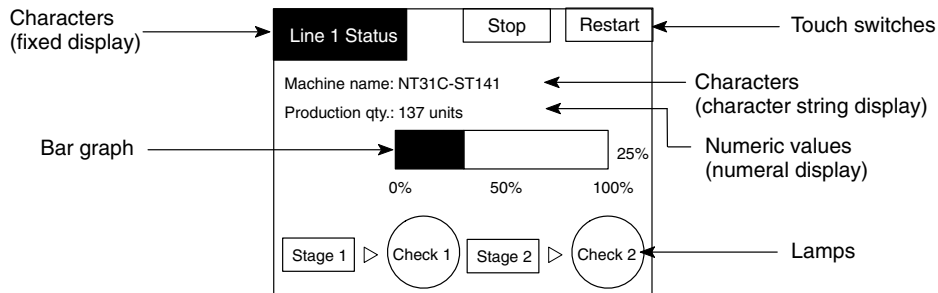 Characters
(fixed display)
Line 1 Status
Stop
Restart
Touch switches
Machine name: NT31C-ST141
Characters
(character string display)
Production qty.: 137 units
Bar graph
25%
Numeric values
(numeral display)
0%
50%
100%
Stage 1
Check 1
Stage 2
Check 2
Lamps